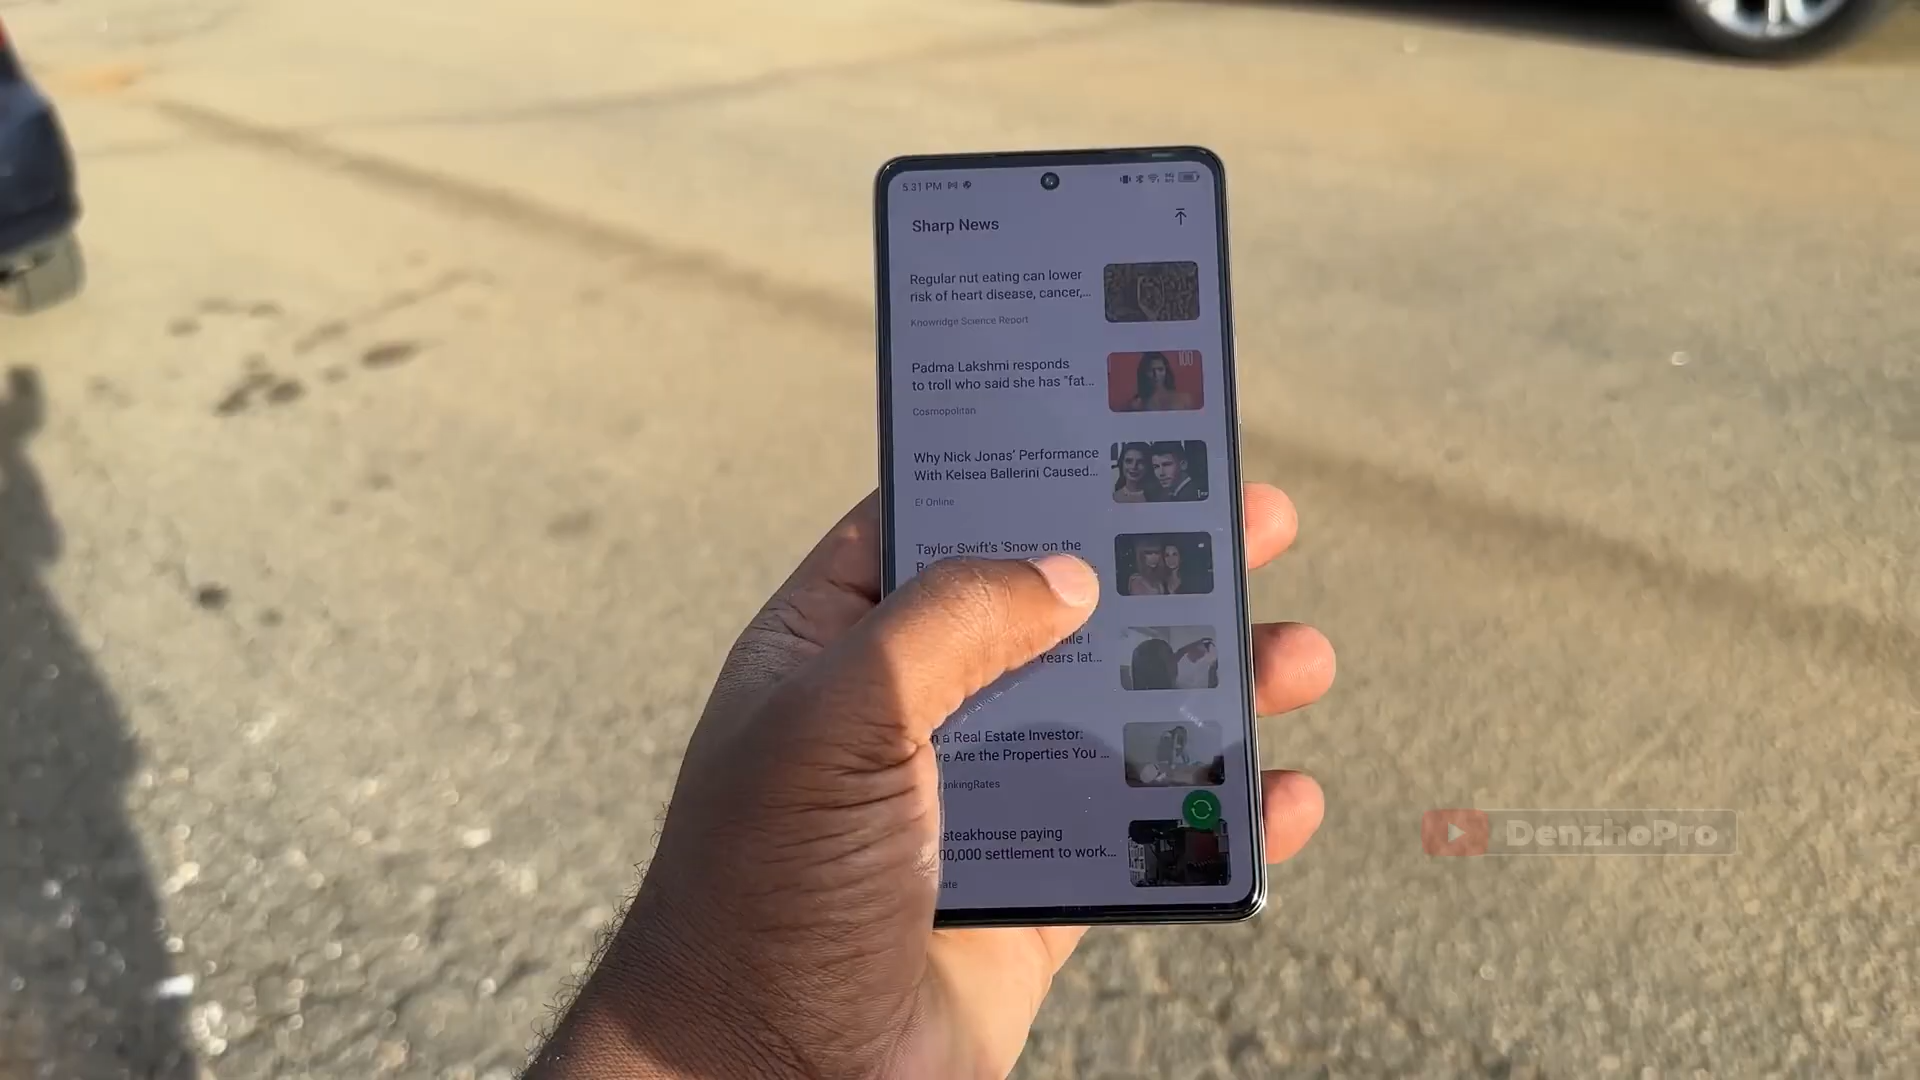 5:31 PM
Sharp News
Regular nut eating can lower
risk of heart disease, cancer,...
Knowridge Science Report
Padma Lakshmi responds
to troll who said she has "fat...
Cosmopolitan
100
Why Nick Jonas' Performance
With Kelsea Ballerini Caused...
E! Online
Taylor Swift's 'Snow on the
Years lat...
a Real Estate Investor:
Are the Properties You ...
ankingRates
steakhouse paying
00,000 settlement to work...
DenzhoPro